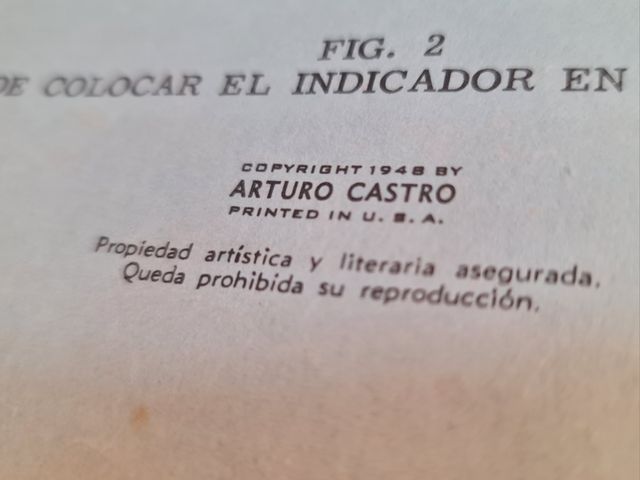 FIG. 2
DE COLOCAR EL INDICADOR EN
COPYRIGHT 1948 BY
ARTURO CASTRO
PRINTED IN U. S. A.
Propiedad artística y literaria asegurada.
Queda prohibida su reproducción.